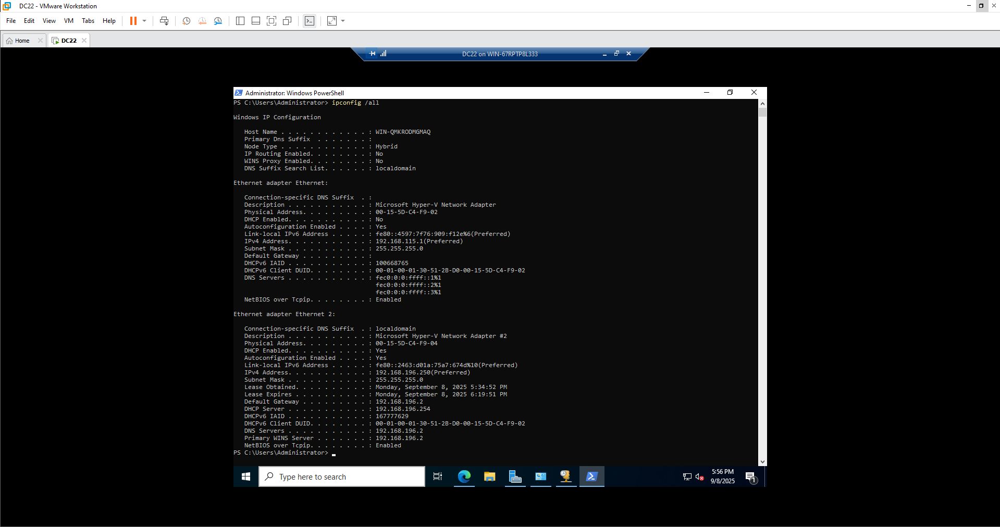 DC22 - VMware Workstation
File Edit View VM Tabs Help
Home DC22
DC22 on WIN-67RPTP8L333
Administrator: Windows PowerShell
PS C:\Users\Administrator> ipconfig /all
Windows IP Configuration
Host Name . . . . . . . . . . . . : WIN-QMKRODMGMAQ
Primary Dns Suffix  . . . . . . . :
Node Type . . . . . . . . . . . . : Hybrid
IP Routing Enabled. . . . . . . . : No
WINS Proxy Enabled. . . . . . . . : No
DNS Suffix Search List. . . . . . : localdomain
Ethernet adapter Ethernet:
Connection-specific DNS Suffix  . :
Description . . . . . . . . . . . : Microsoft Hyper-V Network Adapter
Physical Address. . . . . . . . . : 00-15-5D-C4-F9-02
DHCP Enabled. . . . . . . . . . . : No
Autoconfiguration Enabled . . . . : Yes
Link-local IPv6 Address . . . . . : fe80::4597:7f76:909:f12e%6(Preferred)
IPv4 Address. . . . . . . . . . . : 192.168.115.1(Preferred)
Subnet Mask . . . . . . . . . . . : 255.255.255.0
Default Gateway . . . . . . . . . :
DHCPv6 IAID . . . . . . . . . . . : 100668765
DHCPv6 Client DUID. . . . . . . . : 00-01-00-01-30-51-2B-D0-00-15-5D-C4-F9-02
DNS Servers . . . . . . . . . . . : fec0:0:0:ffff::1%1
fec0:0:0:ffff::2%1
fec0:0:0:ffff::3%1
NetBIOS over Tcpip. . . . . . . . : Enabled
Ethernet adapter Ethernet 2:
Connection-specific DNS Suffix  . : localdomain
Description . . . . . . . . . . . : Microsoft Hyper-V Network Adapter #2
Physical Address. . . . . . . . . : 00-15-5D-C4-F9-04
DHCP Enabled. . . . . . . . . . . : Yes
Autoconfiguration Enabled . . . . : Yes
Link-local IPv6 Address . . . . . : fe80::2463:d01a:75a7:674d%10(Preferred)
IPv4 Address. . . . . . . . . . . : 192.168.196.250(Preferred)
Subnet Mask . . . . . . . . . . . : 255.255.255.0
Lease Obtained. . . . . . . . . . : Monday, September 8, 2025 5:34:52 PM
Lease Expires . . . . . . . . . . : Monday, September 8, 2025 6:19:51 PM
Default Gateway . . . . . . . . . : 192.168.196.2
DHCP Server . . . . . . . . . . . : 192.168.196.254
DHCPv6 IAID . . . . . . . . . . . : 167777629
DHCPv6 Client DUID. . . . . . . . : 00-01-00-01-30-51-2B-D0-00-15-5D-C4-F9-02
DNS Servers . . . . . . . . . . . : 192.168.196.2
Primary WINS Server . . . . . . . : 192.168.196.2
NetBIOS over Tcpip. . . . . . . . : Enabled
PS C:\Users\Administrator>
Type here to search
5:56 PM
9/8/2025
1